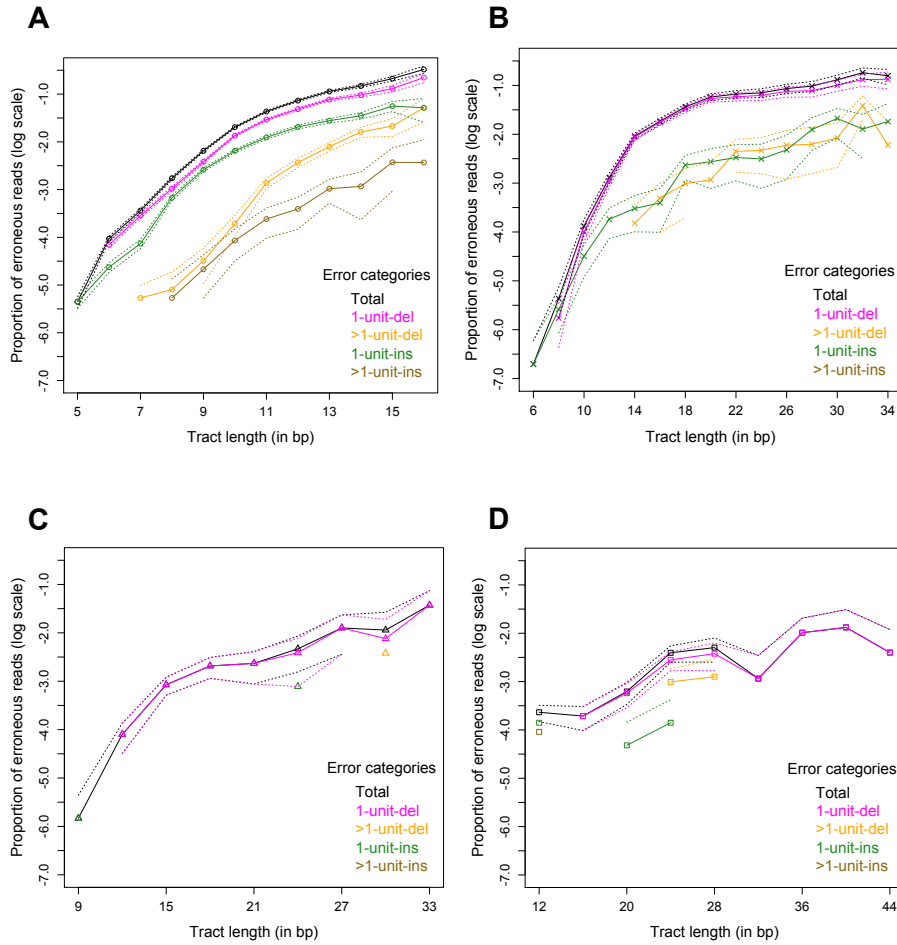 A
Proportion of erroneous reads (log scale)
-1.0
-2.0
-3.0
-4.0
-5.0
-6.0
-7.0
Error categories
Total
1-unit-del
>1-unit-del
1-unit-ins
>1-unit-ins
5 7 9 11 13 15
Tract length (in bp)
B
Proportion of erroneous reads (log scale)
-1.0
-2.0
-3.0
-4.0
-5.0
-6.0
-7.0
Error categories
Total
1-unit-del
>1-unit-del
1-unit-ins
>1-unit-ins
6 10 14 18 22 26 30 34
Tract length (in bp)
C
Proportion of erroneous reads (log scale)
-1.0
-2.0
-3.0
-4.0
-5.0
-6.0
-7.0
Error categories
Total
1-unit-del
>1-unit-del
1-unit-ins
>1-unit-ins
9 15 21 27 33
Tract length (in bp)
D
Proportion of erroneous reads (log scale)
-1.0
-2.0
-3.0
-4.0
-5.0
-6.0
-7.0
Error categories
Total
1-unit-del
>1-unit-del
1-unit-ins
>1-unit-ins
12 20 28 36 44
Tract length (in bp)